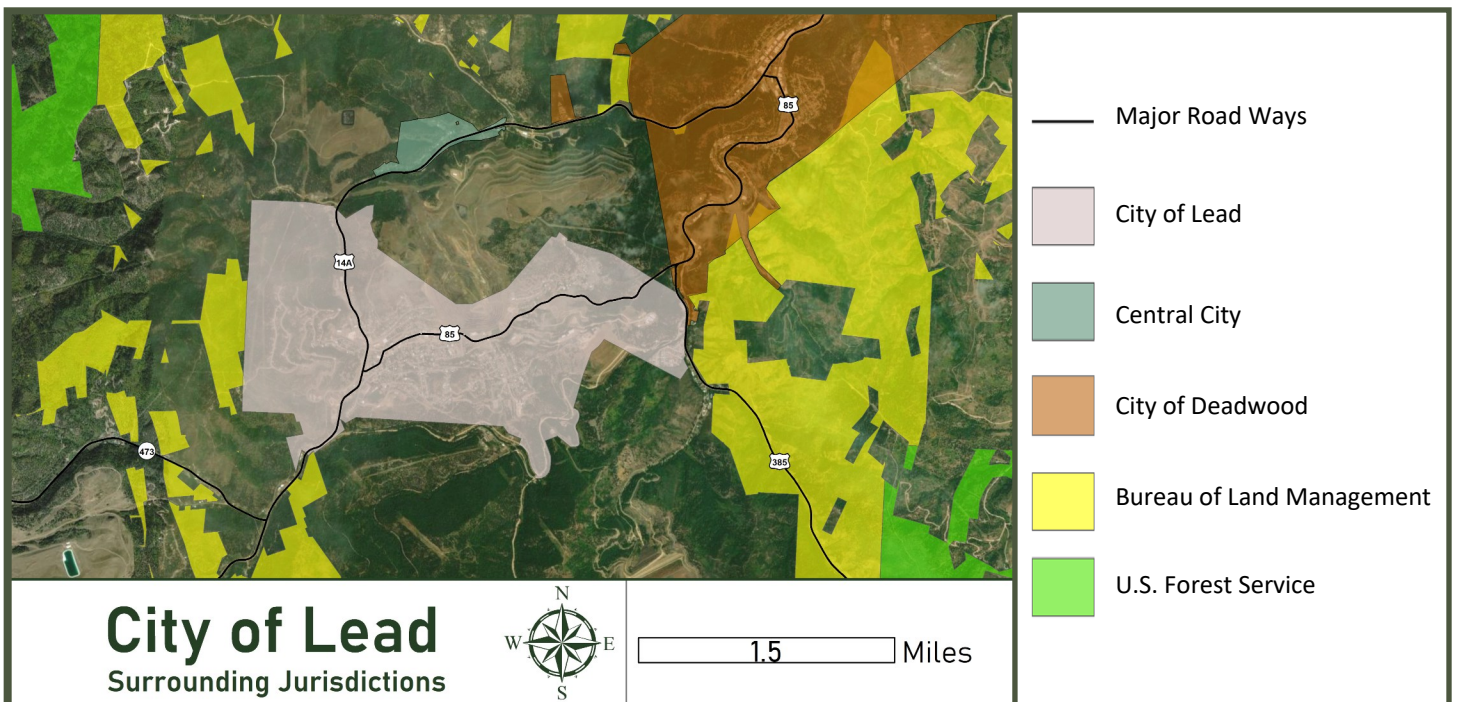 85
14A
85
473
385
Major Road Ways
City of Lead
Central City
City of Deadwood
Bureau of Land Management
U.S. Forest Service
City of Lead
Surrounding Jurisdictions
N
W E
S
1.5 Miles